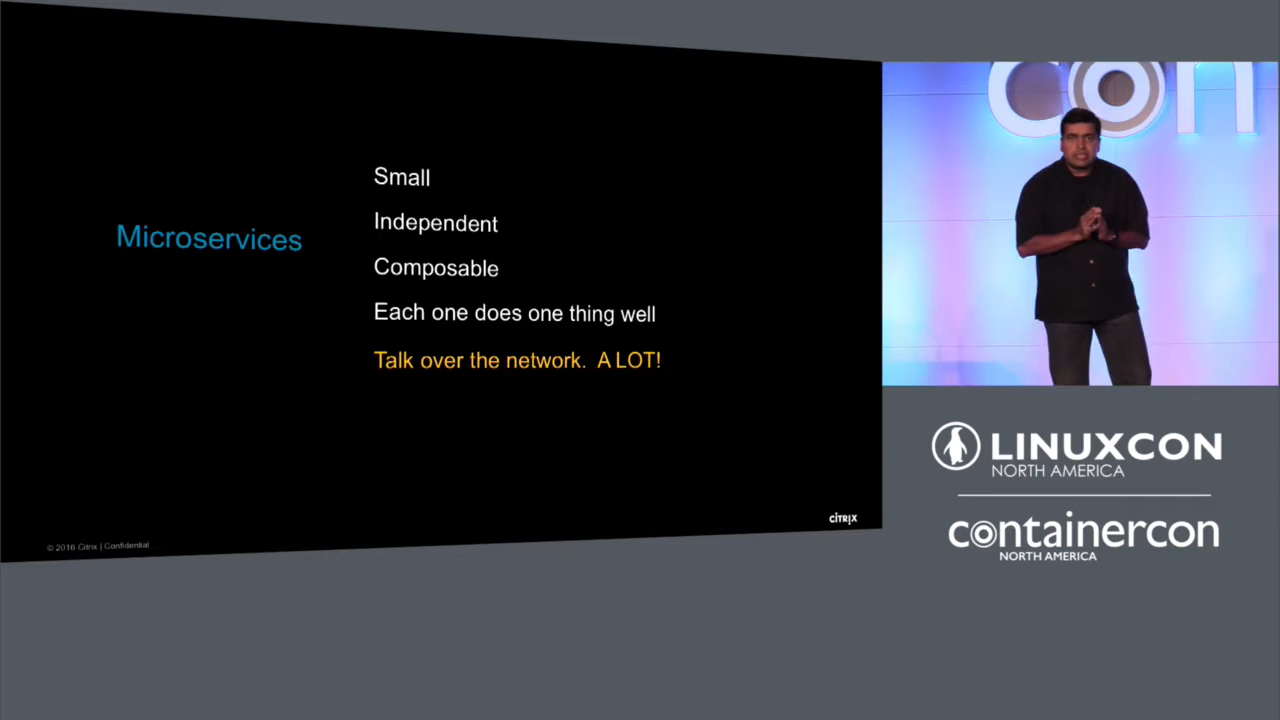 Microservices
Small
Independent
Composable
Each one does one thing well
Talk over the network.  A LOT!
© 2016 Citrix | Confidential
CITRIX
con
LINUXCON
NORTH AMERICA
containercon
NORTH AMERICA